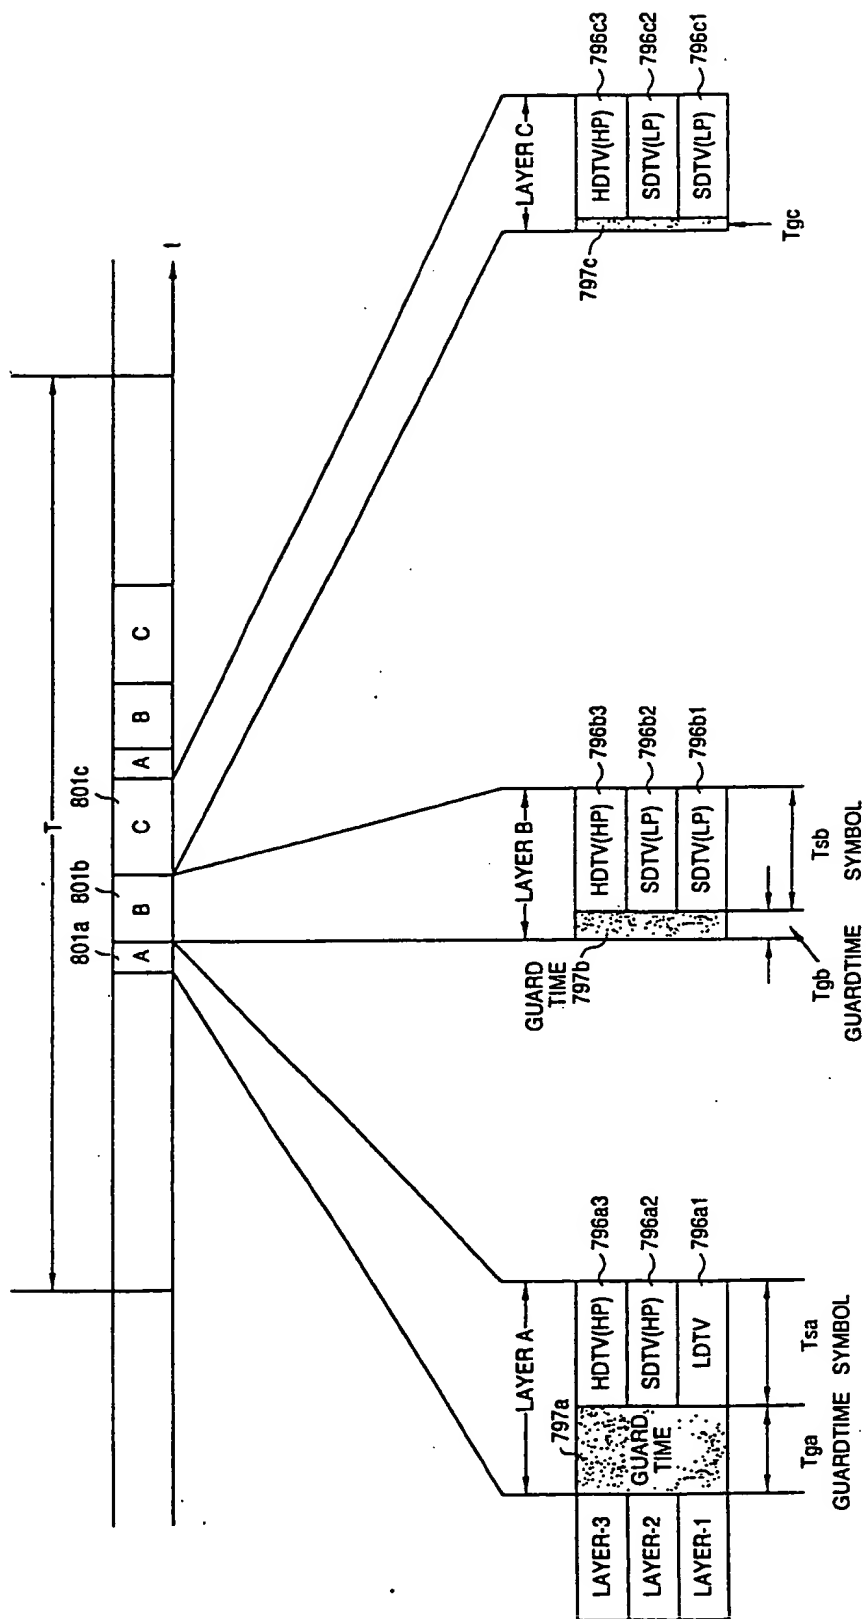 T
801a
801b
801c
A
B
C
A
B
C
t
LAYER A
797a
GUARD
TIME
HDTV(HP)
SDTV(HP)
LDTV
796a3
796a2
796a1
LAYER-3
LAYER-2
LAYER-1
Tga
Tsa
GUARDTIME SYMBOL
LAYER B
GUARD
TIME
797b
HDTV(HP)
SDTV(LP)
SDTV(LP)
796b3
796b2
796b1
Tgb
Tsb
GUARDTIME SYMBOL
LAYER C
797c
HDTV(HP)
SDTV(LP)
SDTV(LP)
796c3
796c2
796c1
Tgc